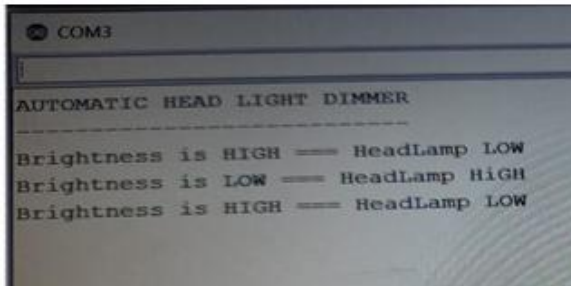 COM3
AUTOMATIC HEAD LIGHT DIMMER
----------------------------
Brightness is HIGH === HeadLamp LOW
Brightness is LOW === HeadLamp HiGH
Brightness is HIGH === HeadLamp LOW